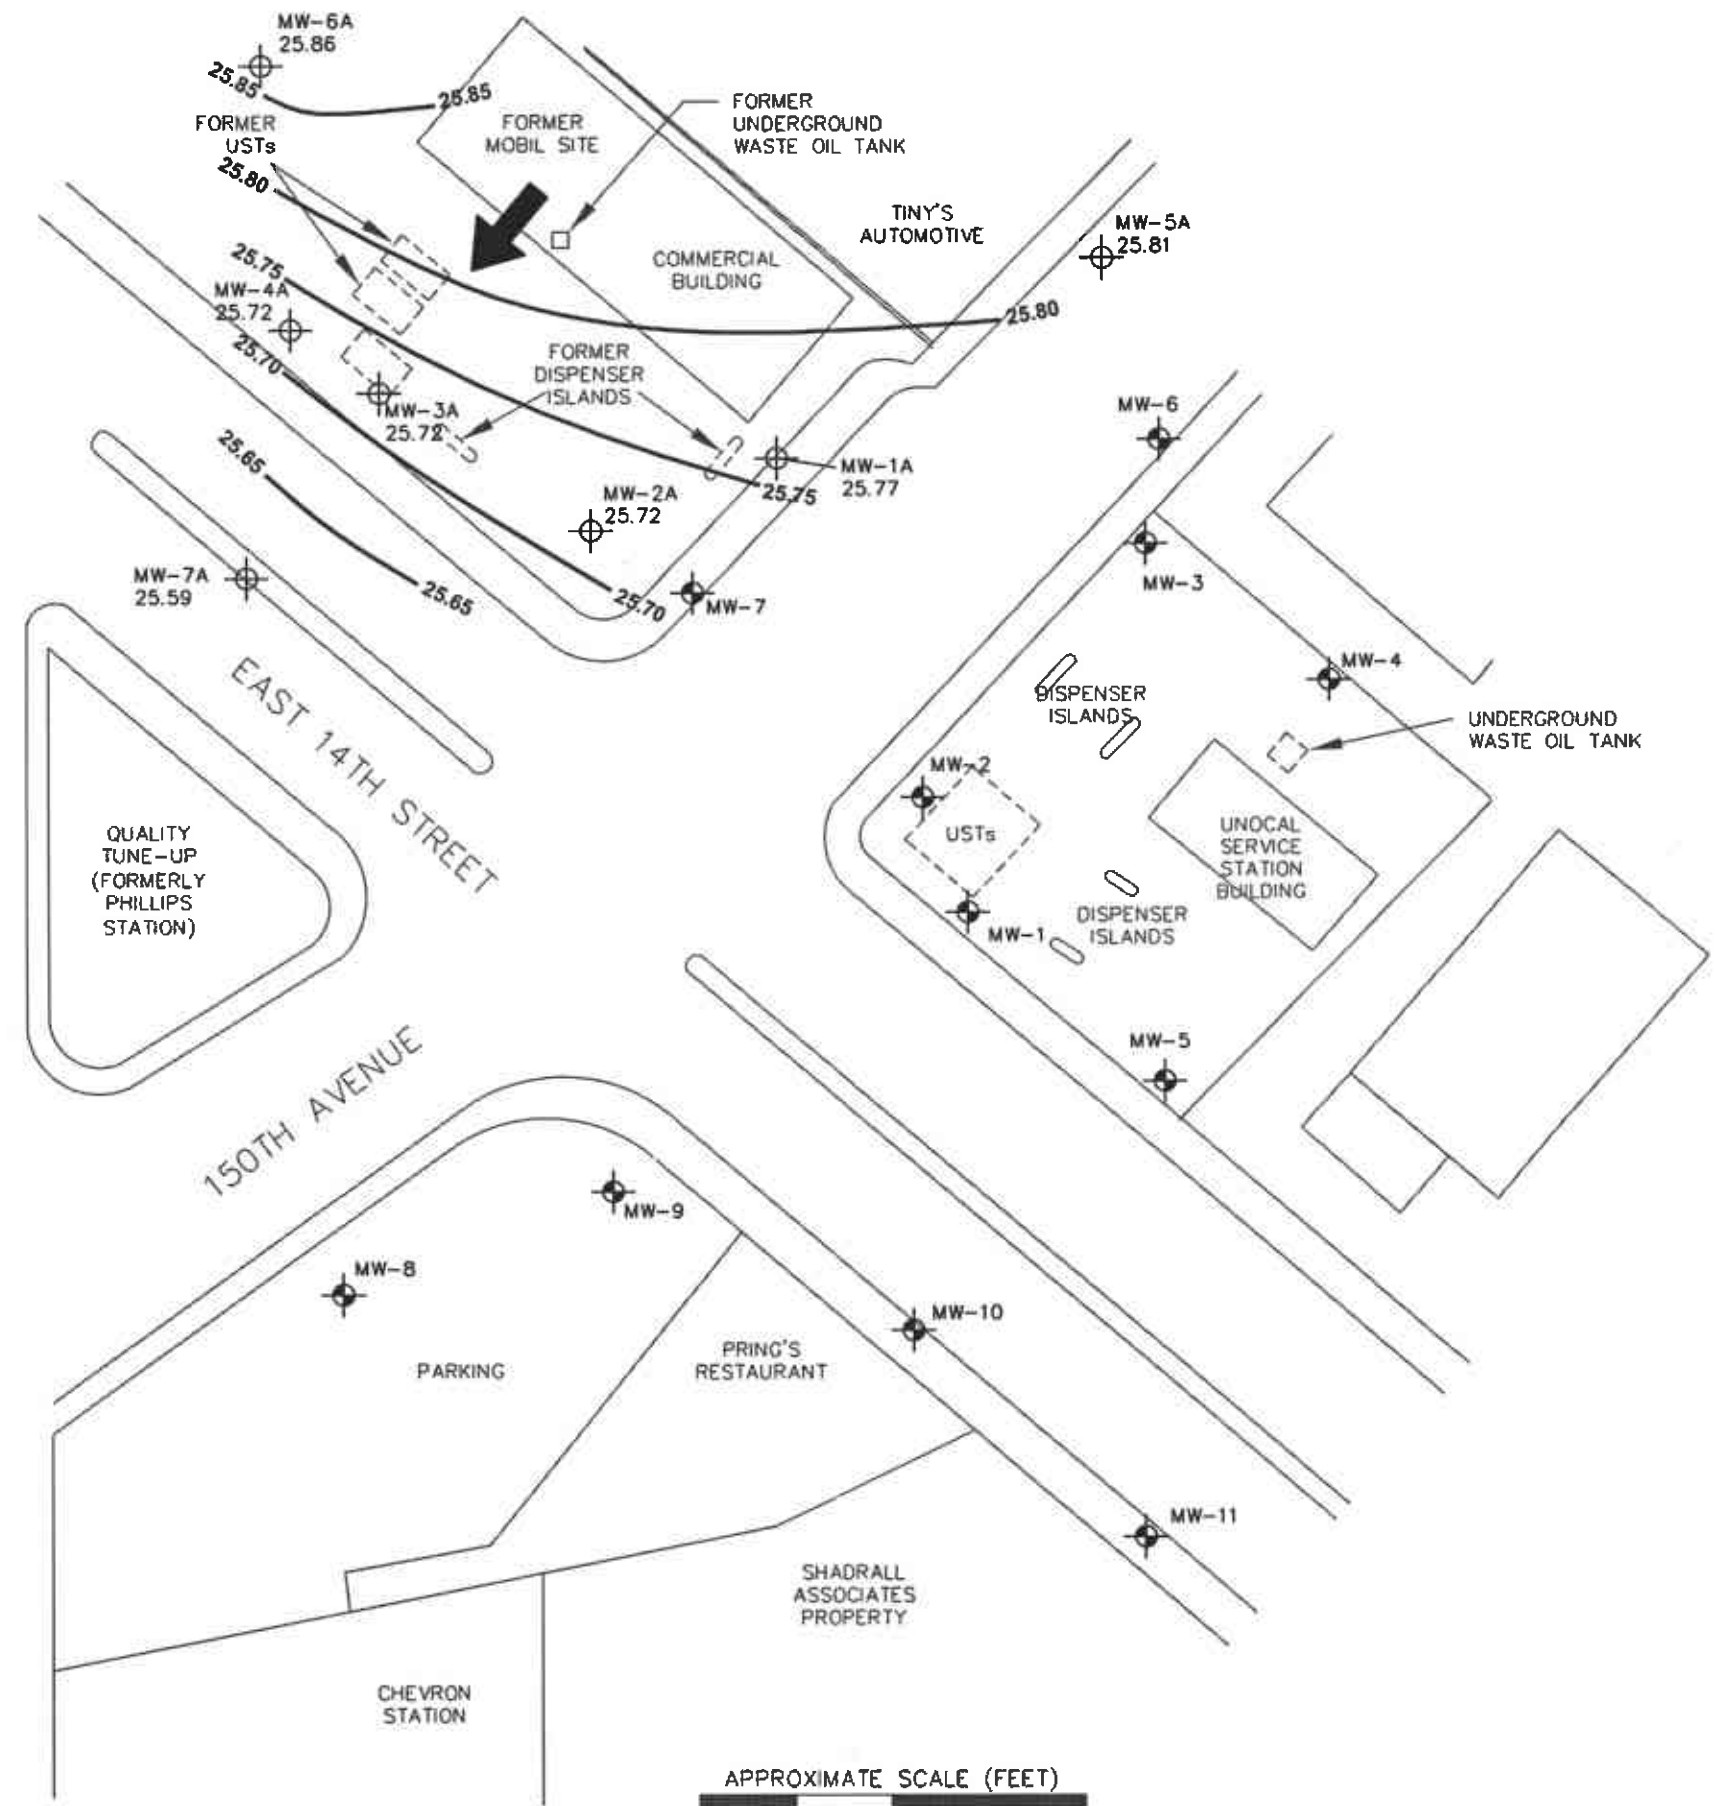 MW-6A
25.86
25.85
25.85
FORMER
USTs
25.80
FORMER
MOBIL SITE
FORMER
UNDERGROUND
WASTE OIL TANK
TINY'S
AUTOMOTIVE
MW-5A
25.81
COMMERCIAL
BUILDING
25.75
MW-4A
25.72
25.80
25.70
FORMER
DISPENSER
ISLANDS
MW-3A
25.72
MW-6
25.65
MW-1A
25.77
25.75
MW-2A
25.72
MW-7A
25.59
25.65
25.70
MW-7
MW-3
EAST 14TH STREET
MW-4
DISPENSER
ISLANDS
UNDERGROUND
WASTE OIL TANK
MW-2
USTs
QUALITY
TUNE-UP
(FORMERLY
PHILLIPS
STATION)
UNOCAL
SERVICE
STATION
BUILDING
MW-1
DISPENSER
ISLANDS
150TH AVENUE
MW-5
MW-9
MW-8
MW-10
PARKING
PRING'S
RESTAURANT
MW-11
SHADRALL
ASSOCIATES
PROPERTY
CHEVRON
STATION
APPROXIMATE SCALE (FEET)